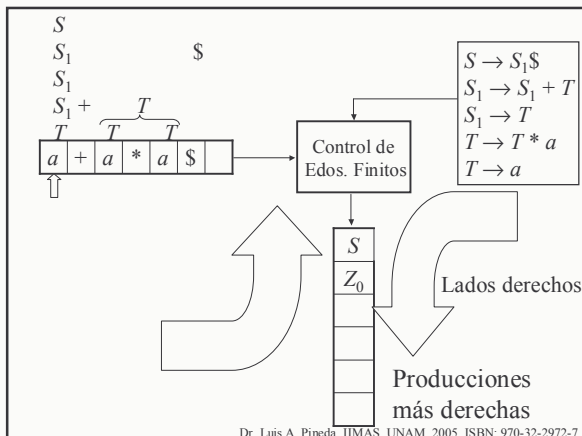 S
S₁ $
S₁
S₁ + T
T T T
a + a * a $
Control de
Edos. Finitos
S → S₁$
S₁ → S₁ + T
S₁ → T
T → T * a
T → a
S
Z₀
Lados derechos
Producciones
más derechas
Dr. Luis A. Pineda, IIMAS, UNAM, 2005, ISBN: 970-32-2972-7